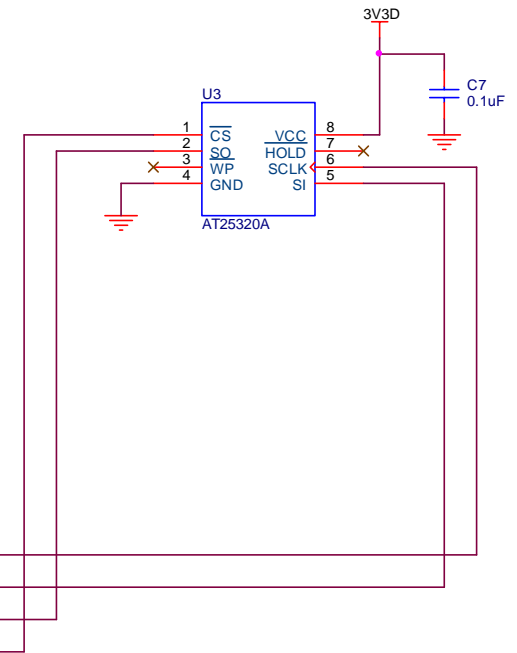 3V3D
C7
0.1uF
U3
1 CS VCC 8
2 SO HOLD 7
3 WP SCLK 6
4 GND SI 5
AT25320A